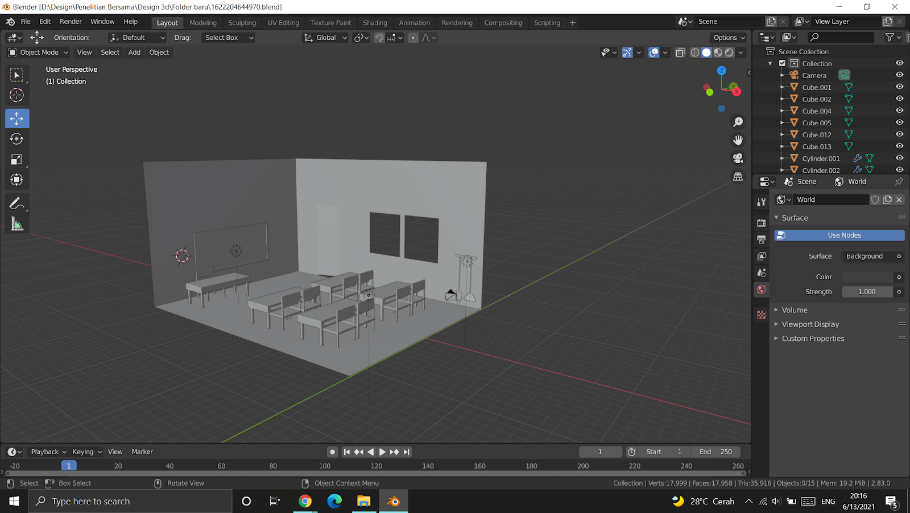 Blender [D:\Design\Penelitian Bersama\Design 3d\Folder baru\1622204644970.blend]
File Edit Render Window Help Layout Modeling Sculpting UV Editing Texture Paint Shading Animation Rendering Compositing Scripting + Scene View Layer
Orientation: Default Drag: Select Box Global Options
Object Mode View Select Add Object
User Perspective
(1) Collection
Scene Collection
Collection
Camera
Cube.001
Cube.002
Cube.004
Cube.005
Cube.012
Cube.013
Cylinder.001
Cylinder.002
Scene World
World
Surface
Use Nodes
Surface Background
Color
Strength 1.000
Volume
Viewport Display
Custom Properties
Playback Keying View Marker 1 Start 1 End 250
-20 1 20 40 60 80 100 120 140 160 180 200 220 240 260
Select Box Select Rotate View Object Context Menu Collection | Verts:17,999 | Faces:17,958 | Tris:35,916 | Objects:0/15 | Mem: 19.2 MiB | 2.83.0
Type here to search 28°C Cerah ENG 20:16
6/13/2021 5